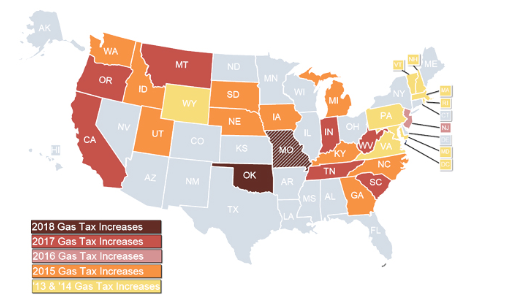 AK
WA
MT
ND
MN
ME
OR
ID
WY
SD
WI
MI
NY
NE
IA
PA
NJ
NV
UT
CO
KS
MO
IL
IN
OH
WV
VA
KY
CA
AZ
NM
OK
AR
TN
NC
SC
TX
LA
MS
AL
GA
FL
HI
2018 Gas Tax Increases
2017 Gas Tax Increases
2016 Gas Tax Increases
2015 Gas Tax Increases
'13 & '14 Gas Tax Increases